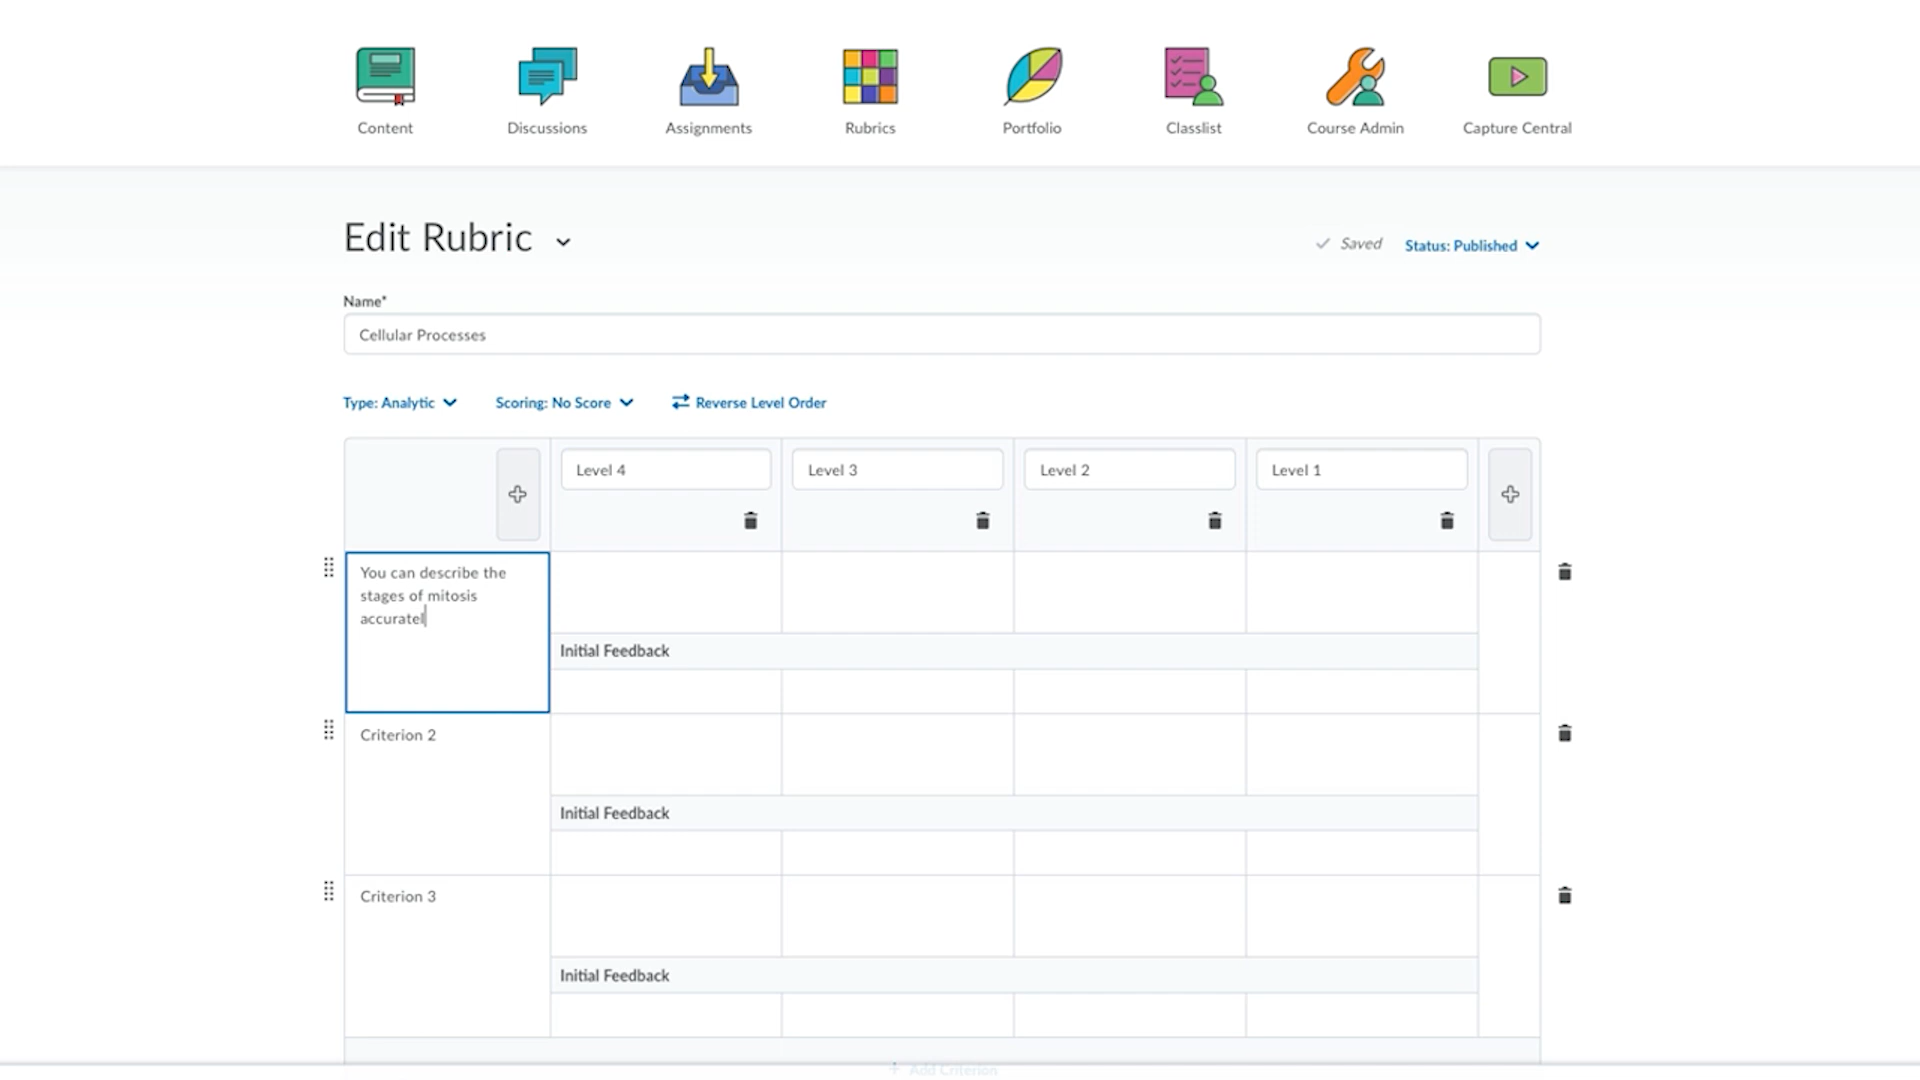 Content
Discussions
Assignments
Rubrics
Portfolio
Classlist
Course Admin
Capture Central
Edit Rubric
Saved
Status: Published
Name*
Cellular Processes
Type: Analytic
Scoring: No Score
Reverse Level Order
Level 4
Level 3
Level 2
Level 1
You can describe the
stages of mitosis
accuratel
Initial Feedback
Criterion 2
Initial Feedback
Criterion 3
Initial Feedback
Add Criterion